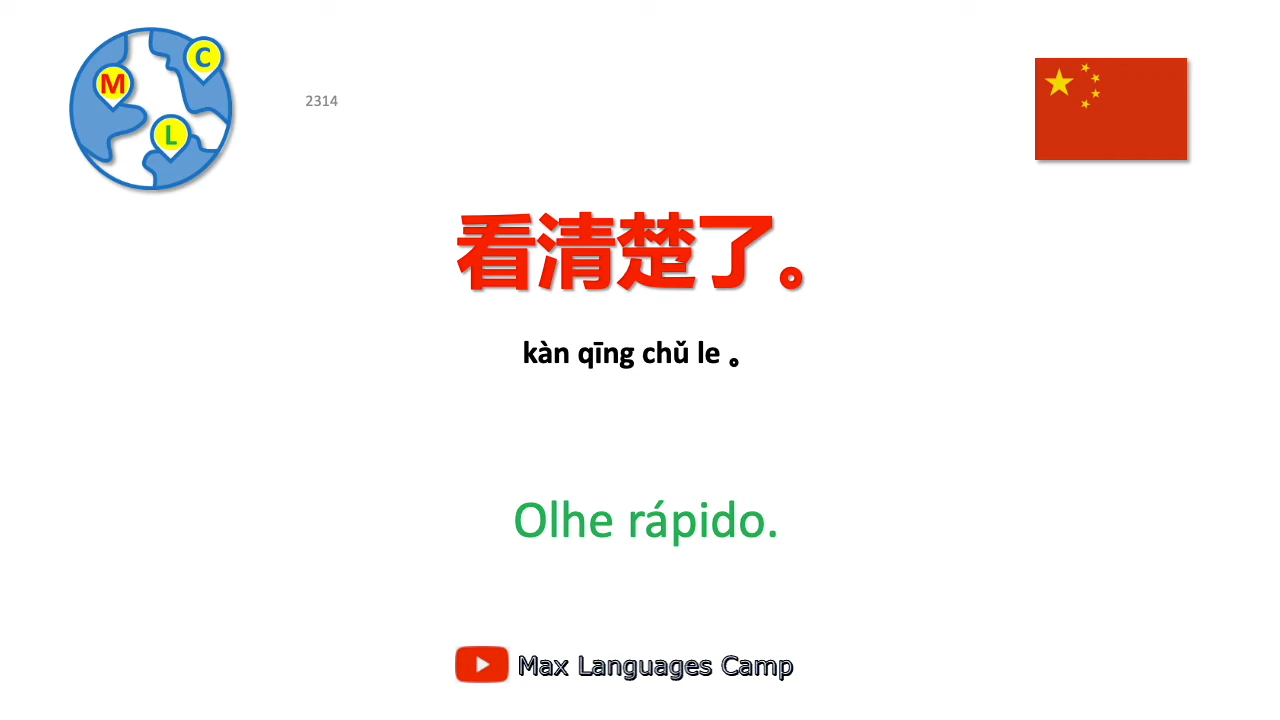 M
C
L
2314
看清楚了。
kàn qīng chǔ le 。
Olhe rápido.
Max Languages Camp